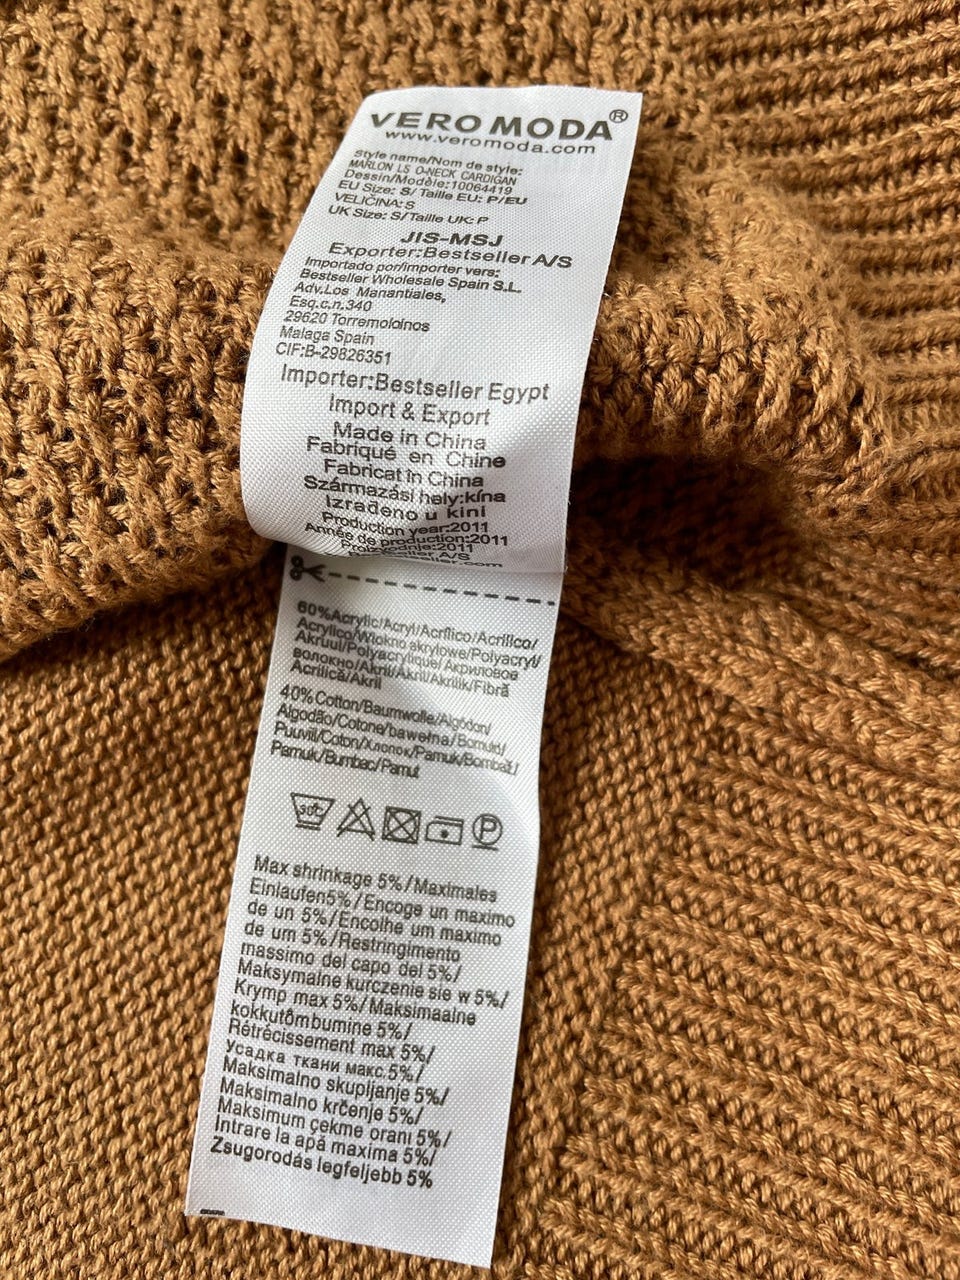 VERO MODA®
www.veromoda.com
Style name/Nom de style:
MARLON LS O-NECK CARDIGAN
Dessin/Modèle:10064419
EU Size: S/ Taille EU: P/EU
VELIČINA: S
UK Size: S/Taille UK: P
JIS-MSJ
Exporter:Bestseller A/S
Importado por/importer vers:
Bestseller Wholesale Spain S.L.
Adv.Los Manantiales,
Esq.c.n.340
29620 Torremoloinos
Malaga Spain
CIF:B-29826351
Importer:Bestseller Egypt
Import & Export
Made in China
Fabriqué en Chine
Fabricat în China
Származási hely:kína
Izrađeno u kini
Production year:2011
Année de production:2011
Proizvodnje:2011
Bestseller A/S
60%Acrylic/Acryl/Acrílico/Acrilico/
Acrylico/Wlokno skrylowe/Polyacryl/
Akruul/Polyacrylique/Акриловое
волокно/Akril/Akril/Akrilik/Fibră
Acrilică/Akril
40%Cotton/Baumwolle/Algodón/
Algodão/Cotone/bawełna/Bomuld/
Puuvill/Coton/Хлопок/Pamuk/Bombaž/
Pamuk/Bumbac/Pamut
30°C
P
Max shrinkage 5%/Maximales
Einlaufen5%/Encoge un maximo
de un 5%/Encolhe um maximo
de um 5%/Restringimento
massimo del capo del 5%/
Maksymalne kurczenie sie w 5%/
Krymp max 5%/Maksimaalne
kokkutõmbumine 5%/
Rétrécissement max 5%/
Усадка ткани макс.5%/
Maksimalno skupljanje 5%/
Maksimalno krčenje 5%/
Maksimum çekme orani 5%/
Intrare la apă maxima 5%/
Zsugorodás legfeljebb 5%